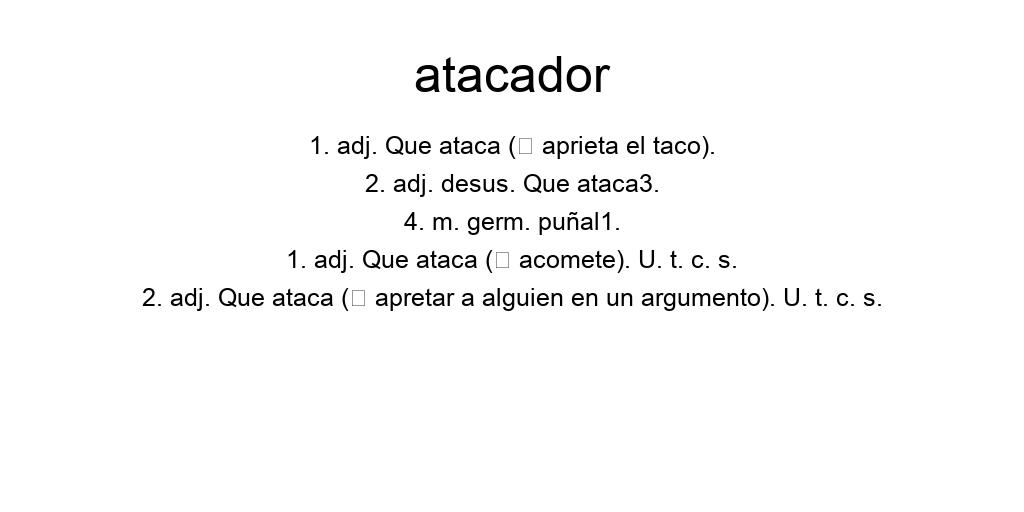 atacador
1. adj. Que ataca (□ aprieta el taco).
2. adj. desus. Que ataca3.
4. m. germ. puñal1.
1. adj. Que ataca (□ acomete). U. t. c. s.
2. adj. Que ataca (□ apretar a alguien en un argumento). U. t. c. s.